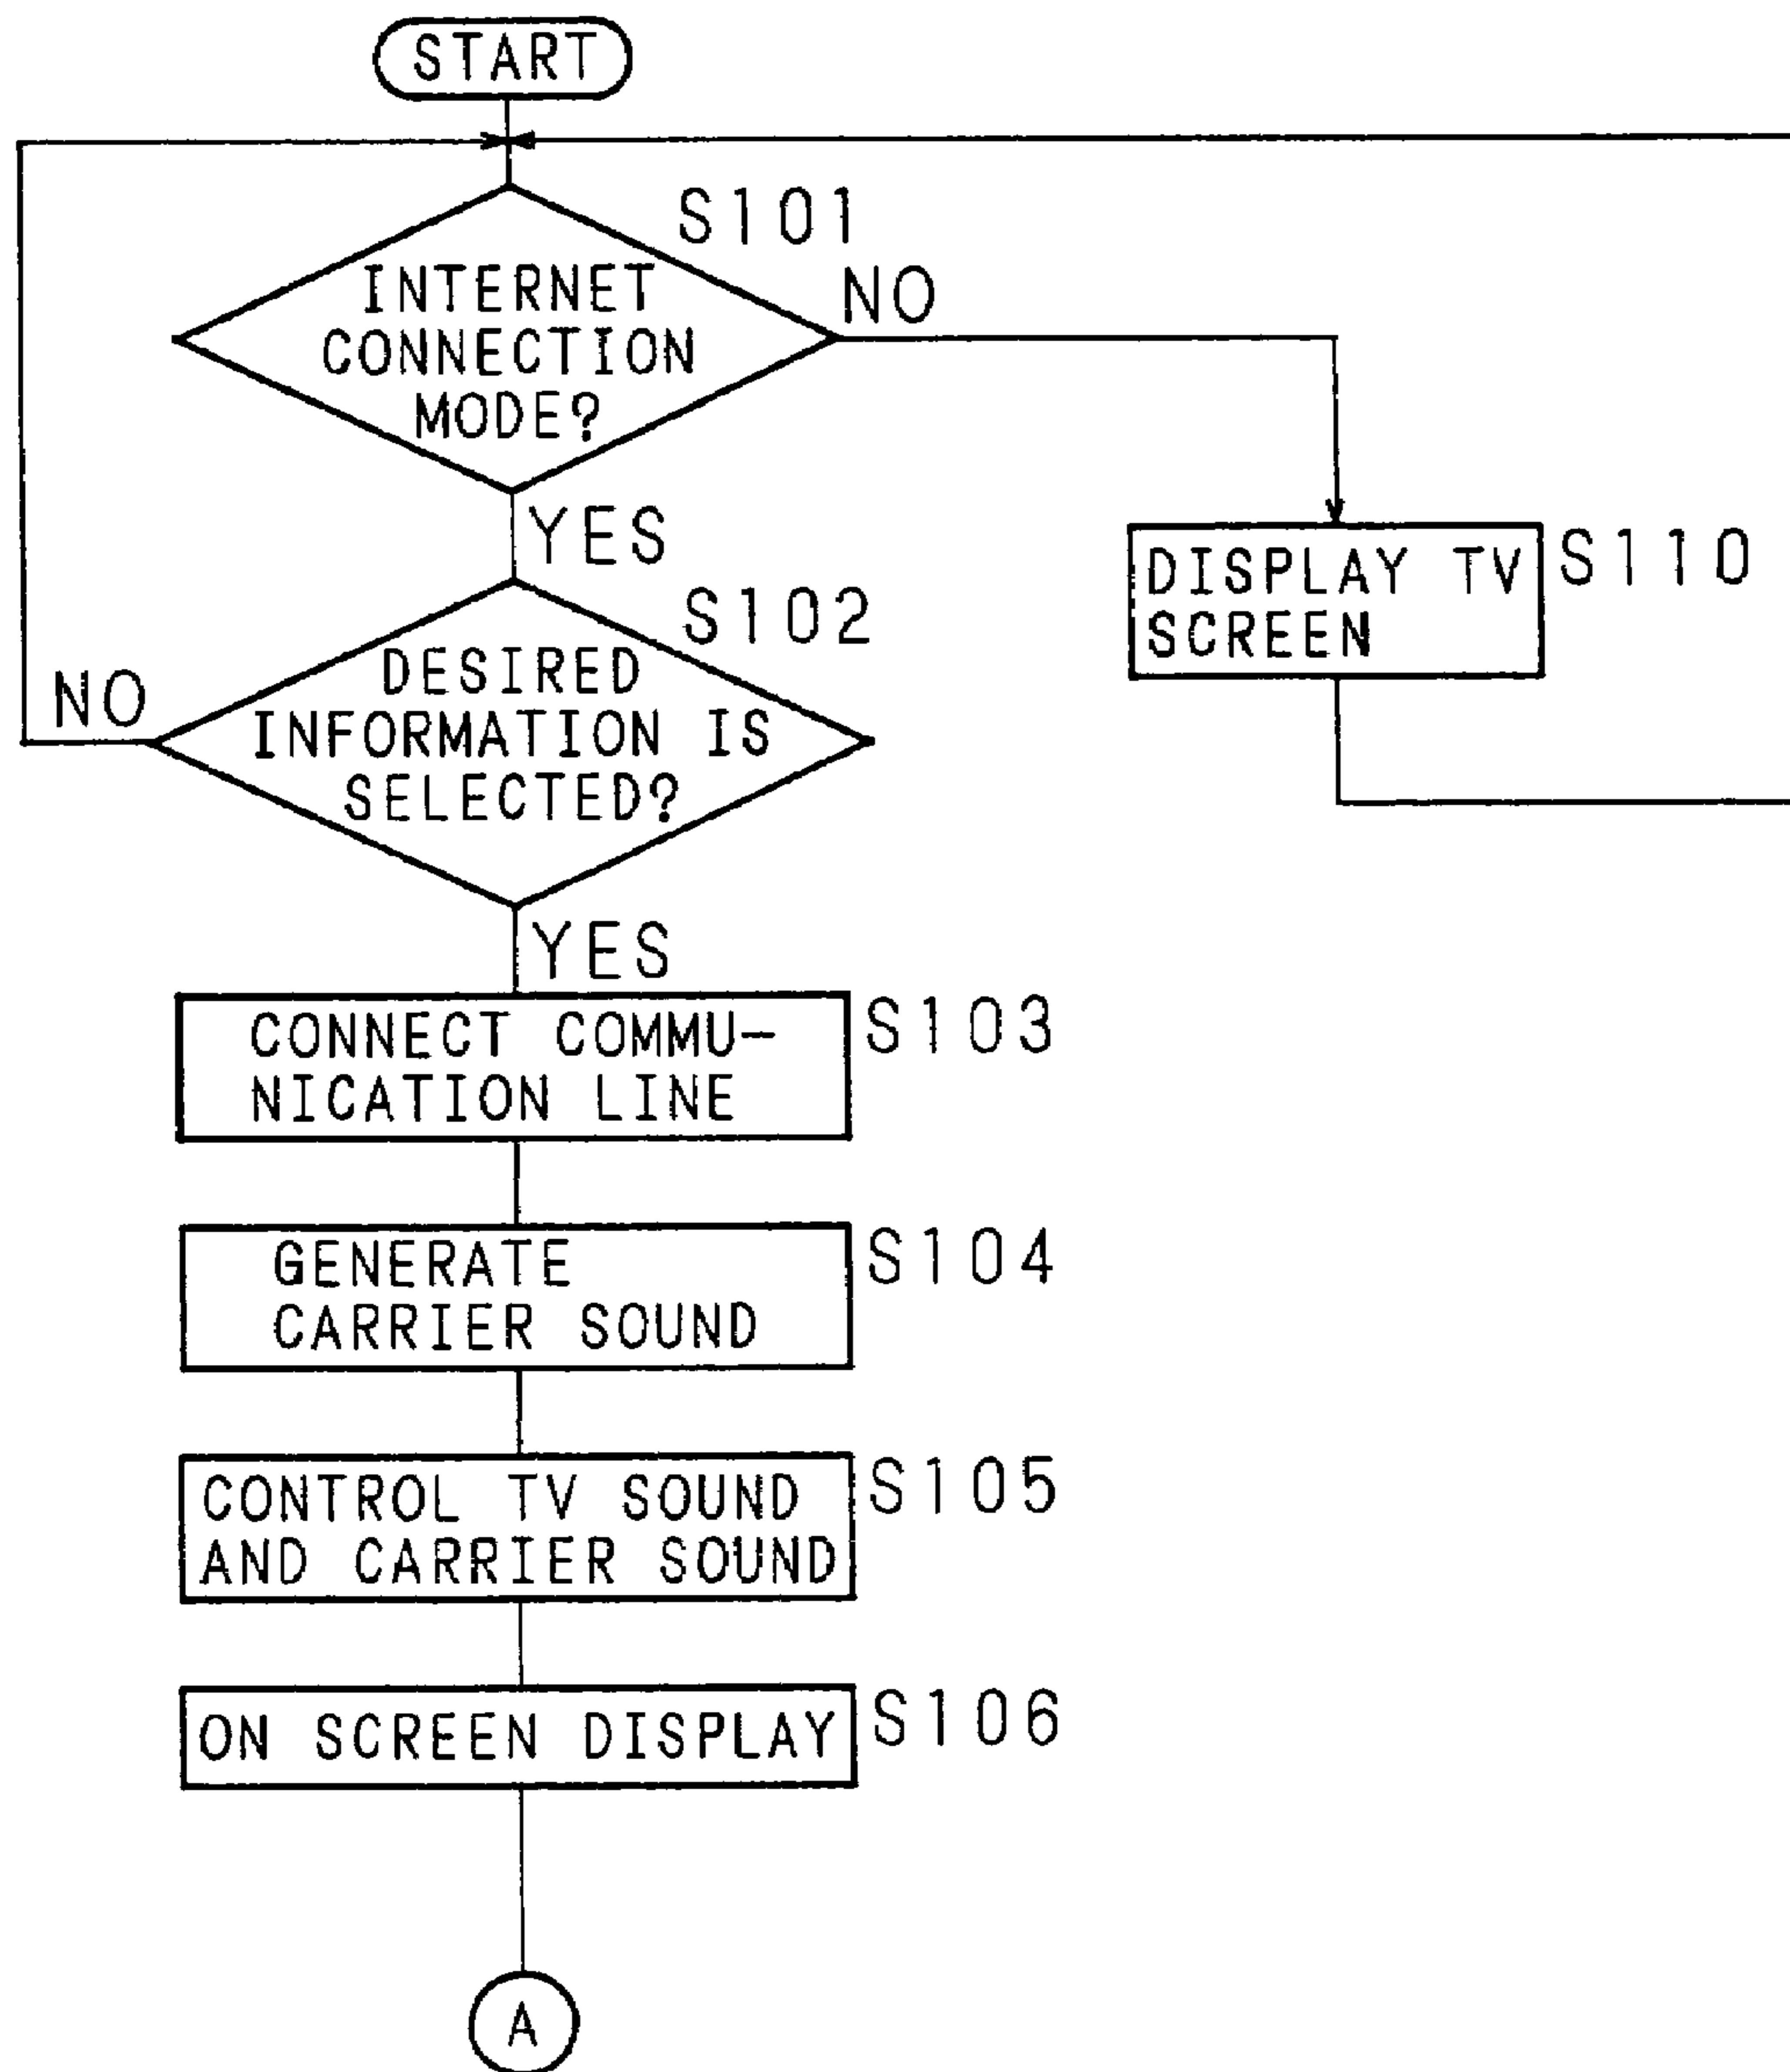 START
S101
INTERNET
CONNECTION
MODE?
NO
YES
S102
DESIRED
INFORMATION IS
SELECTED?
NO
YES
DISPLAY TV
SCREEN
S110
CONNECT COMMU-
NICATION LINE
S103
GENERATE
CARRIER SOUND
S104
CONTROL TV SOUND
AND CARRIER SOUND
S105
ON SCREEN DISPLAY
S106
A